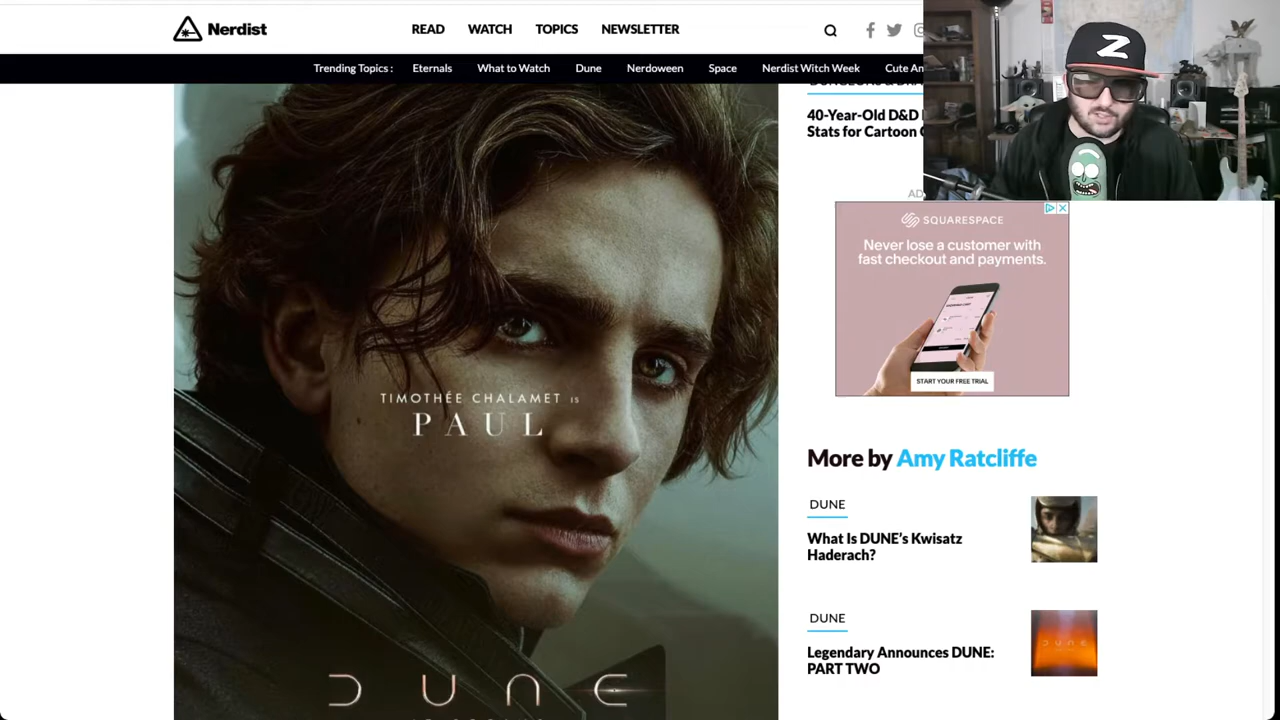 Nerdist
READ
WATCH
TOPICS
NEWSLETTER
Trending Topics :
Eternals
What to Watch
Dune
Nerdoween
Space
Nerdist Witch Week
Cute
40-Year-Old D&D
Stats for Cartoon
Z
SQUARESPACE
Never lose a customer with
fast checkout and payments.
START YOUR FREE TRIAL
TIMOTHÉE CHALAMET IS
PAUL
DUNE
More by Amy Ratcliffe
DUNE
What Is DUNE's Kwisatz
Haderach?
DUNE
Legendary Announces DUNE:
PART TWO